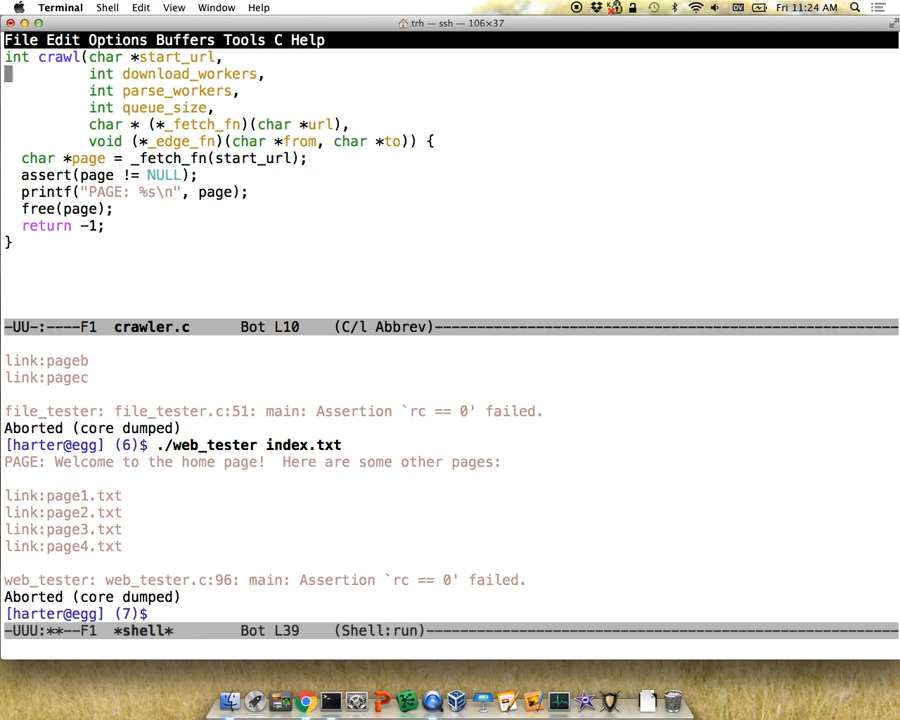 Terminal Shell Edit View Window Help DV Fri 11:24 AM
trh — ssh — 106×37
File Edit Options Buffers Tools C Help
int crawl(char *start_url,
int download_workers,
int parse_workers,
int queue_size,
char * (*_fetch_fn)(char *url),
void (*_edge_fn)(char *from, char *to)) {
char *page = _fetch_fn(start_url);
assert(page != NULL);
printf("PAGE: %s\n", page);
free(page);
return -1;
}
-UU-:----F1 crawler.c Bot L10 (C/l Abbrev)--------------------------------------------------------
link:pageb
link:pagec
file_tester: file_tester.c:51: main: Assertion `rc == 0' failed.
Aborted (core dumped)
[harter@egg] (6)$ ./web_tester index.txt
PAGE: Welcome to the home page!  Here are some other pages:
link:page1.txt
link:page2.txt
link:page3.txt
link:page4.txt
web_tester: web_tester.c:96: main: Assertion `rc == 0' failed.
Aborted (core dumped)
[harter@egg] (7)$
-UUU:**--F1 *shell* Bot L39 (Shell:run)---------------------------------------------------------